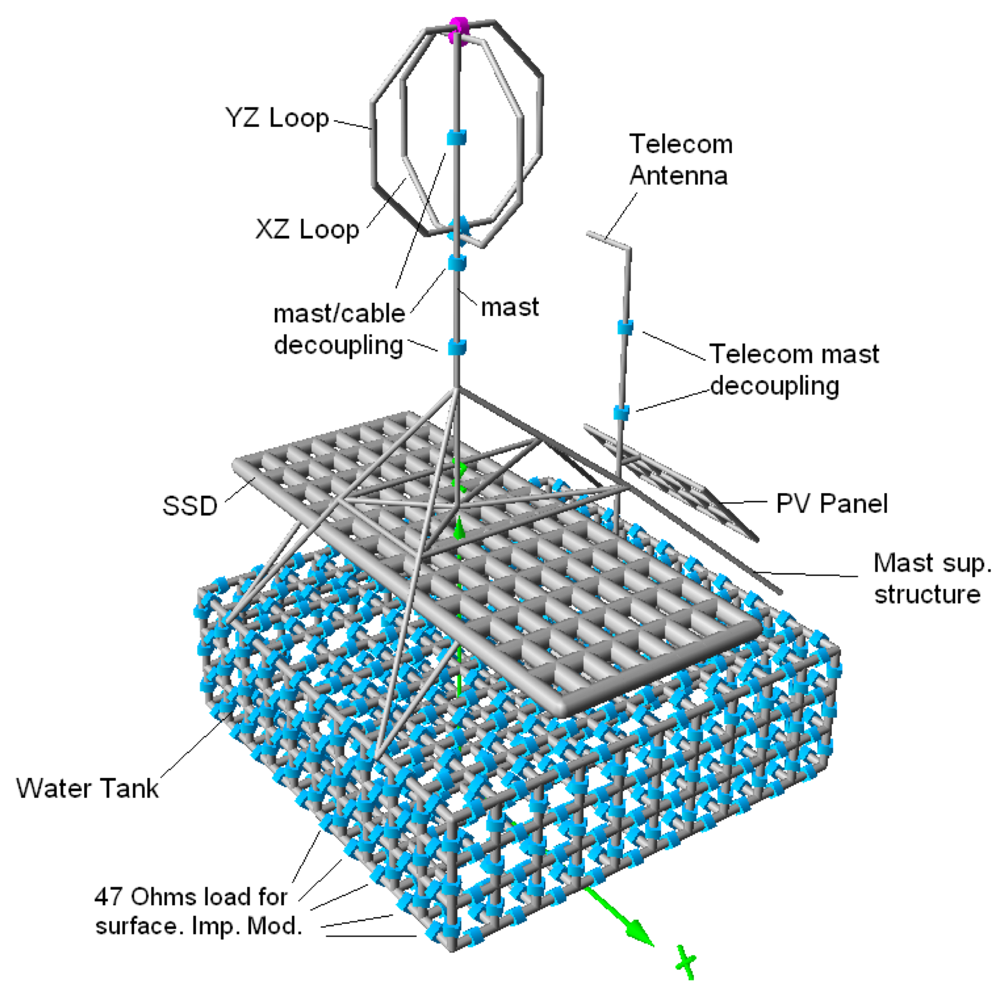 YZ Loop
Telecom
Antenna
XZ Loop
mast/cable
decoupling
mast
Telecom mast
decoupling
SSD
PV Panel
Mast sup.
structure
Water Tank
47 Ohms load for
surface. Imp. Mod.
X